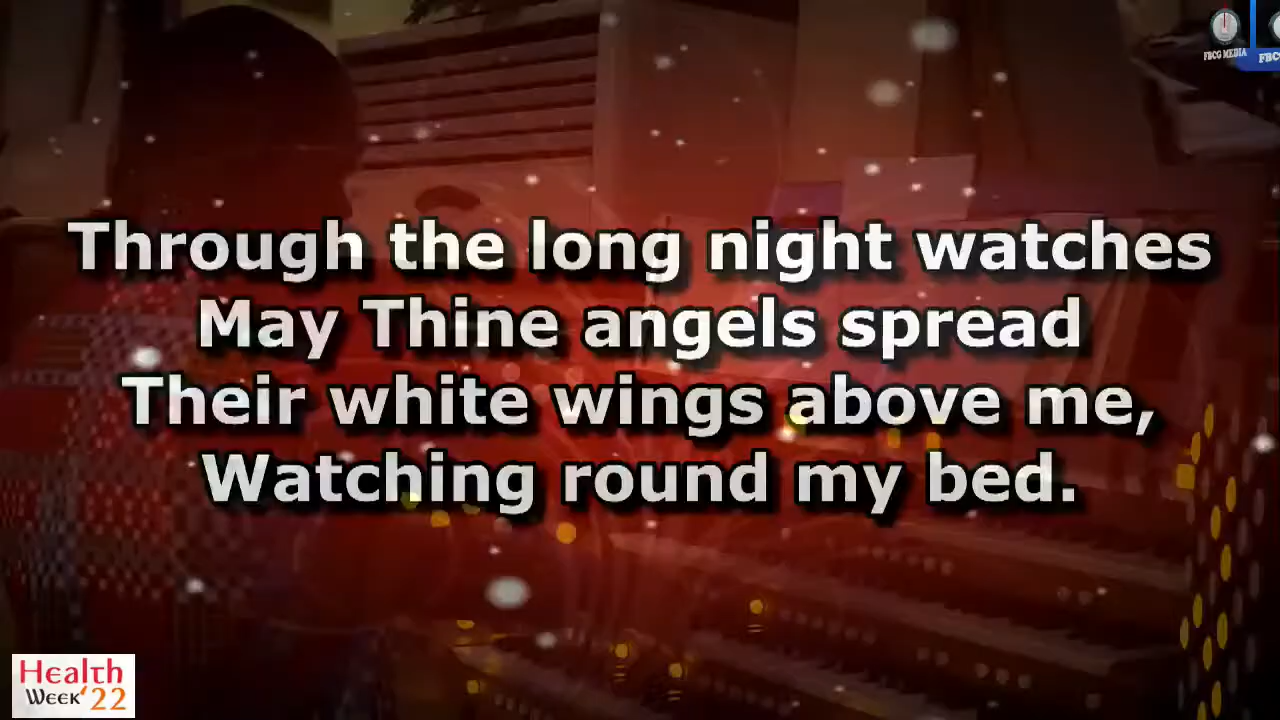 FBCG MEDIA
FBCG
Through the long night watches
May Thine angels spread
Their white wings above me,
Watching round my bed.
Health
Week'22